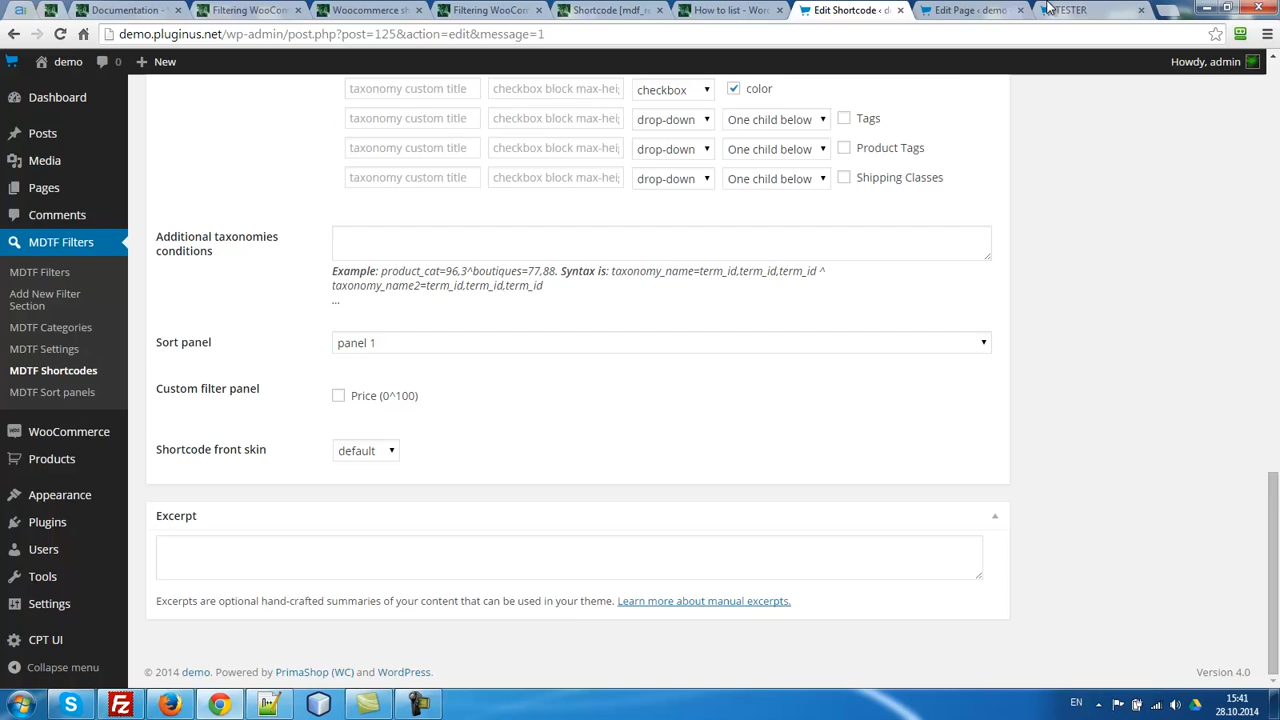 Documentation -
Filtering WooCom
Woocommerce sh
Filtering WooCom
Shortcode [mdf_re
How to list - Wor
Edit Shortcode ‹ d
Edit Page ‹ demo
TESTER
demo.pluginus.net/wp-admin/post.php?post=125&action=edit&message=1
demo
0
New
Howdy, admin
Dashboard
Posts
Media
Pages
Comments
MDTF Filters
MDTF Filters
Add New Filter
Section
MDTF Categories
MDTF Settings
MDTF Shortcodes
MDTF Sort panels
WooCommerce
Products
Appearance
Plugins
Users
Tools
Settings
CPT UI
Collapse menu
taxonomy custom title checkbox block max-hei checkbox color
taxonomy custom title checkbox block max-hei drop-down One child below Tags
taxonomy custom title checkbox block max-hei drop-down One child below Product Tags
taxonomy custom title checkbox block max-hei drop-down One child below Shipping Classes
Additional taxonomies
conditions
Example: product_cat=96,3^boutiques=77,88. Syntax is: taxonomy_name=term_id,term_id,term_id ^
taxonomy_name2=term_id,term_id,term_id
...
Sort panel
panel 1
Custom filter panel
Price (0^100)
Shortcode front skin
default
Excerpt
Excerpts are optional hand-crafted summaries of your content that can be used in your theme. Learn more about manual excerpts.
© 2014 demo. Powered by PrimaShop (WC) and WordPress.
Version 4.0
EN
15:41
28.10.2014